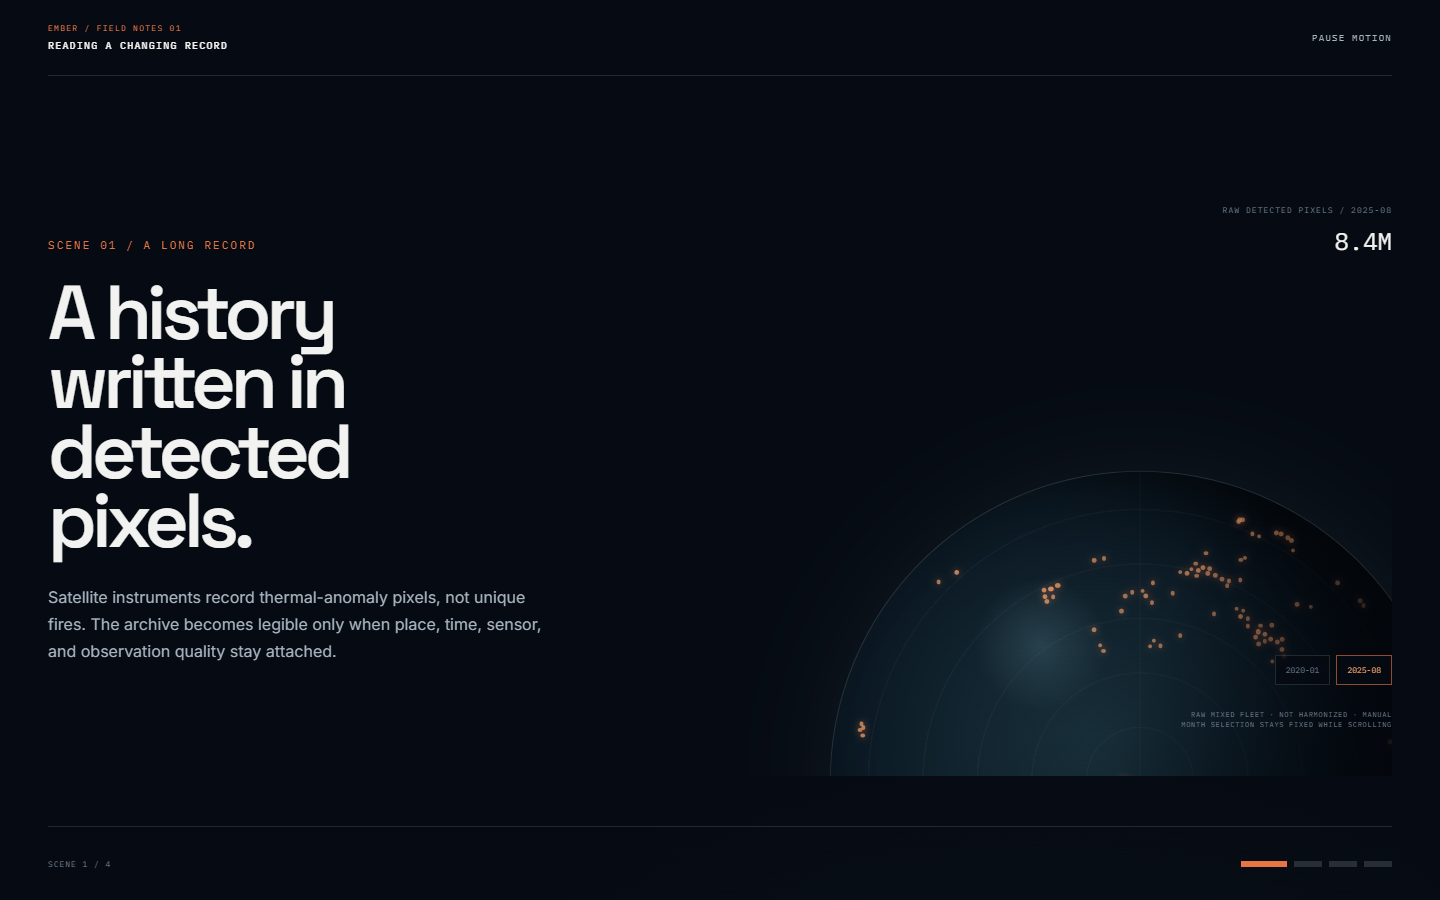 EMBER / FIELD NOTES 01
READING A CHANGING RECORD
PAUSE MOTION
RAW DETECTED PIXELS / 2025-08
8.4M
SCENE 01 / A LONG RECORD
A history
written in
detected
pixels.
Satellite instruments record thermal-anomaly pixels, not unique
fires. The archive becomes legible only when place, time, sensor,
and observation quality stay attached.
2020-01
2025-08
RAW MIXED FLEET · NOT HARMONIZED · MANUAL
MONTH SELECTION STAYS FIXED WHILE SCROLLING
SCENE 1 / 4